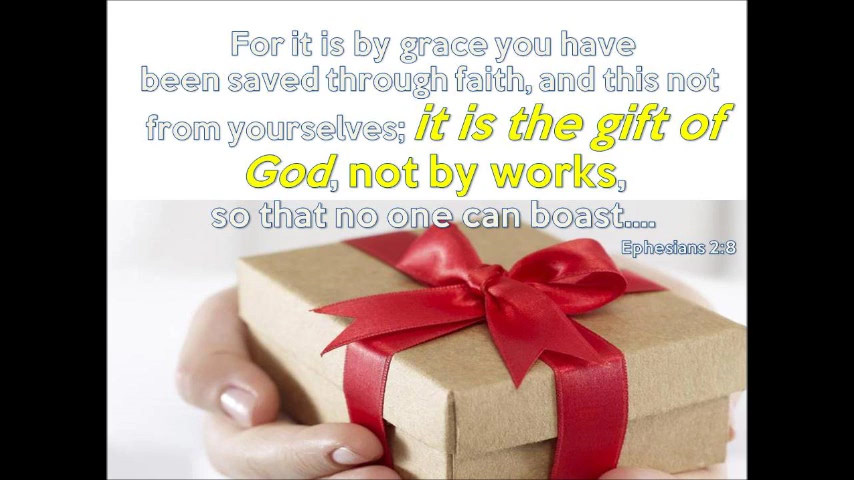 For it is by grace you have
been saved through faith, and this not
from yourselves; it is the gift of
God, not by works,
so that no one can boast....
Ephesians 2:8